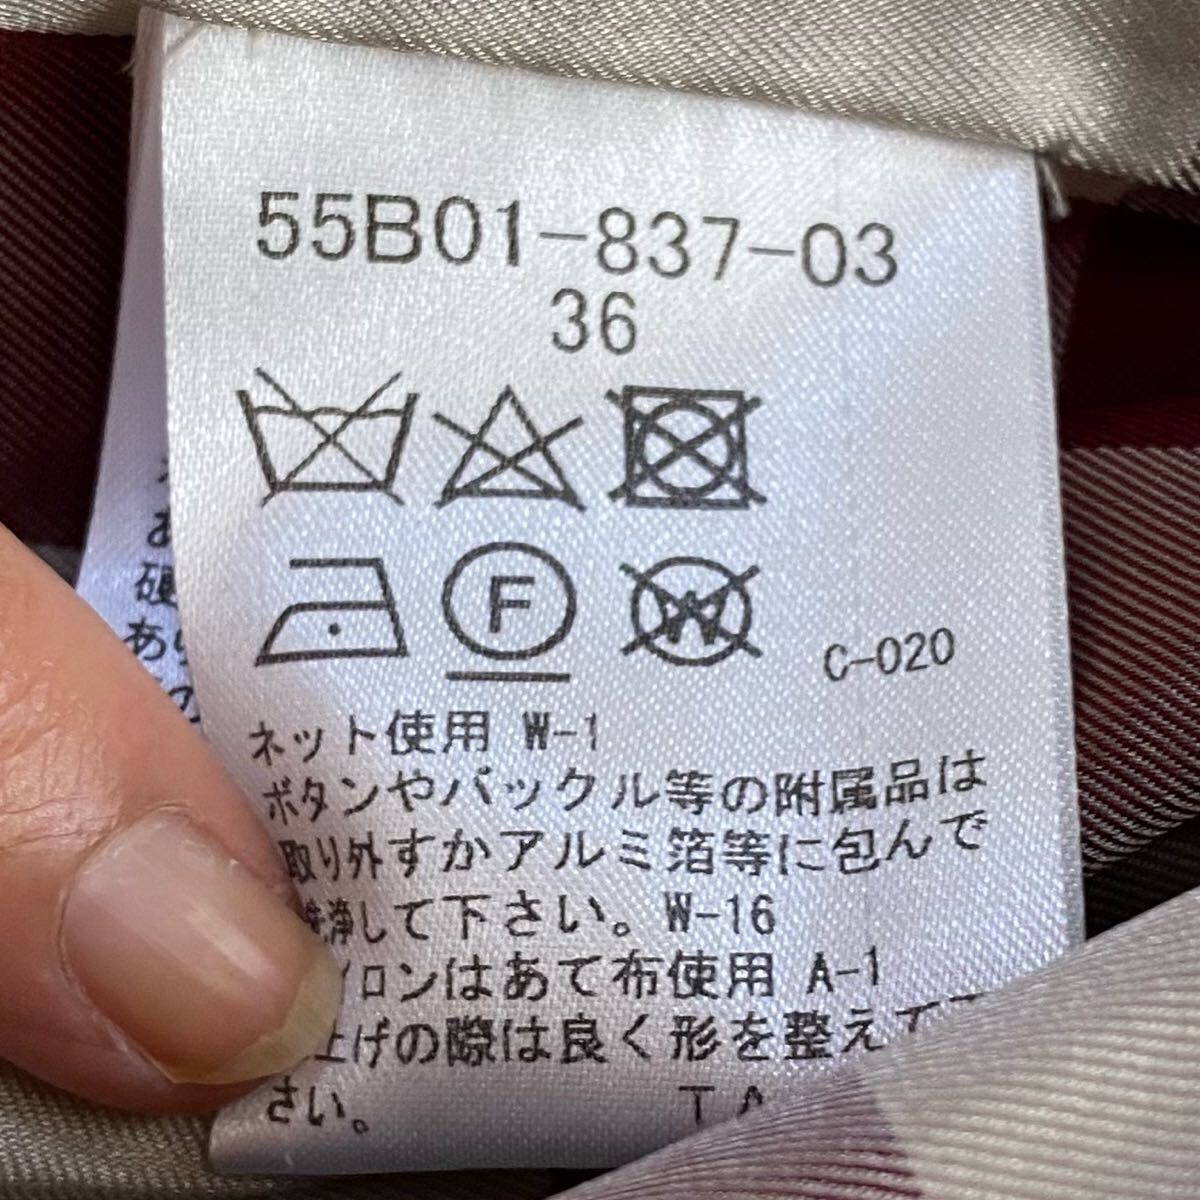 55B01-837-03
36
F
W
C-020
ネット使用 W-1
ボタンやバックル等の附属品は
取り外すかアルミ箔等に包んで
洗浄して下さい。W-16
イロンはあて布使用 A-1
上げの際は良く形を整えて
さい。
硬